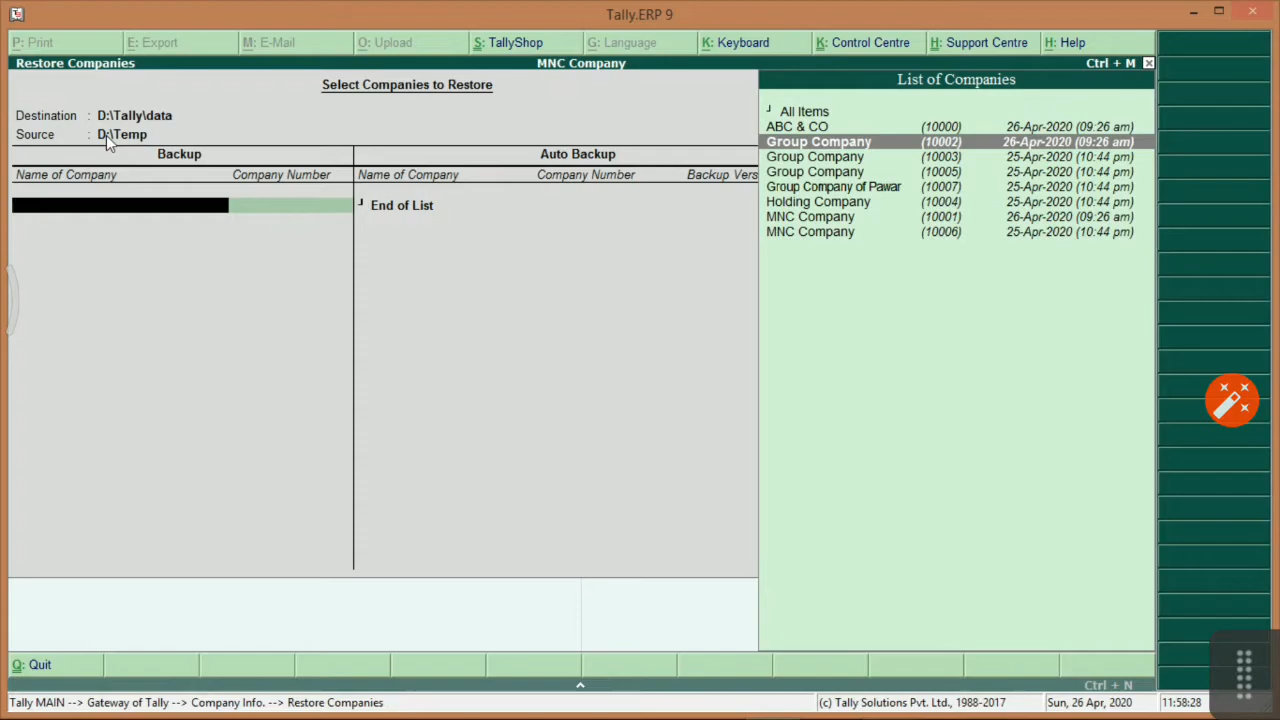 Tally.ERP 9
P: Print E: Export M: E-Mail O: Upload S: TallyShop G: Language K: Keyboard K: Control Centre H: Support Centre H: Help
Restore Companies MNC Company Ctrl + M
Select Companies to Restore
Destination : D:\Tally\data
Source : D:\Temp
Backup Auto Backup
Name of Company Company Number Name of Company Company Number Backup Vers
End of List
List of Companies
All Items
ABC & CO (10000) 26-Apr-2020 (09:26 am)
Group Company (10002) 26-Apr-2020 (09:26 am)
Group Company (10003) 25-Apr-2020 (10:44 pm)
Group Company (10005) 25-Apr-2020 (10:44 pm)
Group Company of Pawar (10007) 25-Apr-2020 (10:44 pm)
Holding Company (10004) 25-Apr-2020 (10:44 pm)
MNC Company (10001) 26-Apr-2020 (09:26 am)
MNC Company (10006) 25-Apr-2020 (10:44 pm)
Q: Quit
Ctrl + N
Tally MAIN --> Gateway of Tally --> Company Info. --> Restore Companies (c) Tally Solutions Pvt. Ltd., 1988-2017 Sun, 26 Apr, 2020 11:58:28